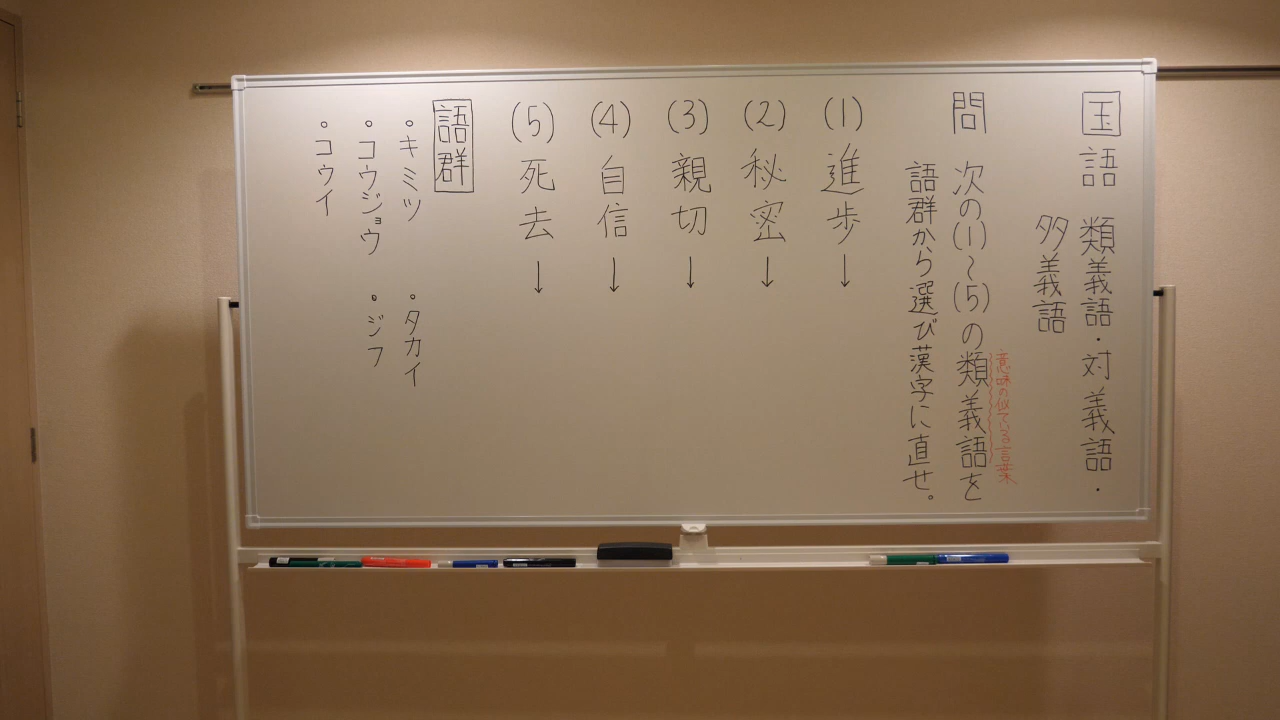 国語 類義語・対義語・
多義語
問 次の(1)〜(5)の類義語を
意味の似ている言葉
語群から選び漢字に直せ。
(1) 進歩→
(2) 秘密→
(3) 親切→
(4) 自信→
(5) 死去→
語群
・キミツ ・タカイ
・コウジョウ ・ジフ
・コウイ